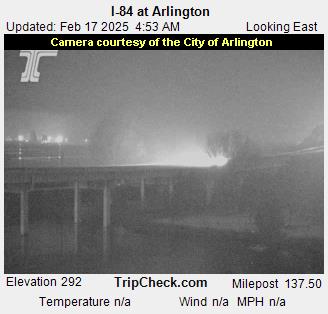 I-84 at Arlington
Updated: Feb 17 2025 4:53 AM Looking East
Camera courtesy of the City of Arlington
Elevation 292 TripCheck.com Milepost 137.50
Temperature n/a Wind n/a MPH n/a